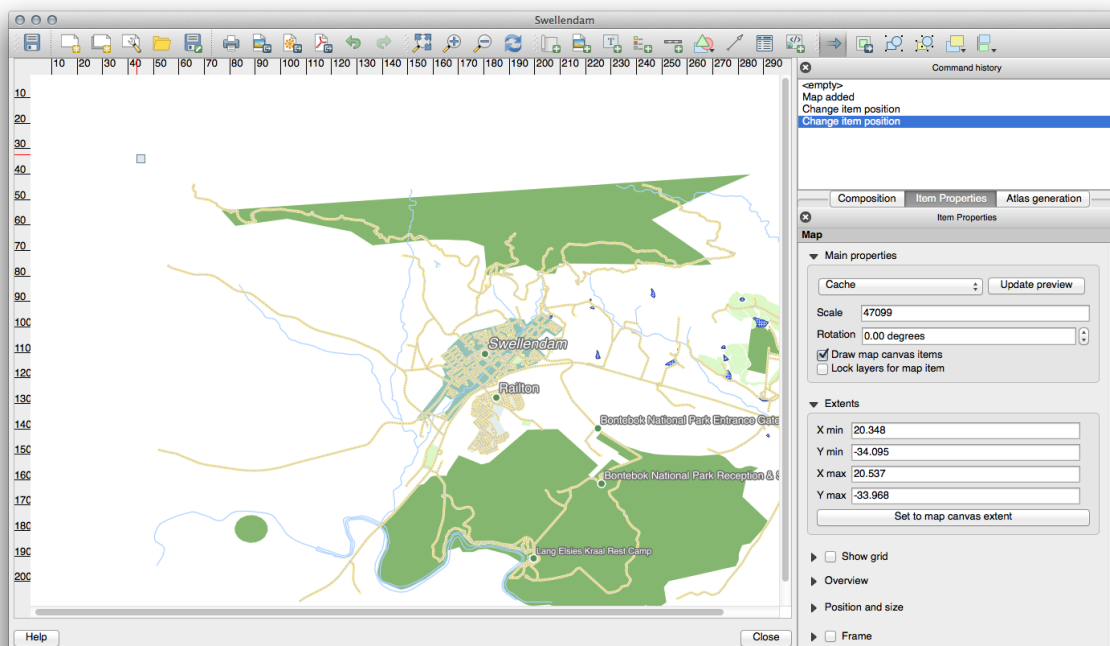 Swellendam
10 20 30 40 50 60 70 80 90 100 110 120 130 140 150 160 170 180 190 200 210 220 230 240 250 260 270 280 290
10
20
30
40
50
60
70
80
90
100
110
120
130
140
150
160
170
180
190
200
Swellendam
Railton
Bontebok National Park Entrance Gate
Bontebok National Park Reception &
Lang Elsies Kraal Rest Camp
Help
Close
Command history
<empty>
Map added
Change item position
Change item position
Composition
Item Properties
Atlas generation
Item Properties
Map
Main properties
Cache
Update preview
Scale 47099
Rotation 0.00 degrees
Draw map canvas items
Lock layers for map item
Extents
X min 20.348
Y min -34.095
X max 20.537
Y max -33.968
Set to map canvas extent
Show grid
Overview
Position and size
Frame